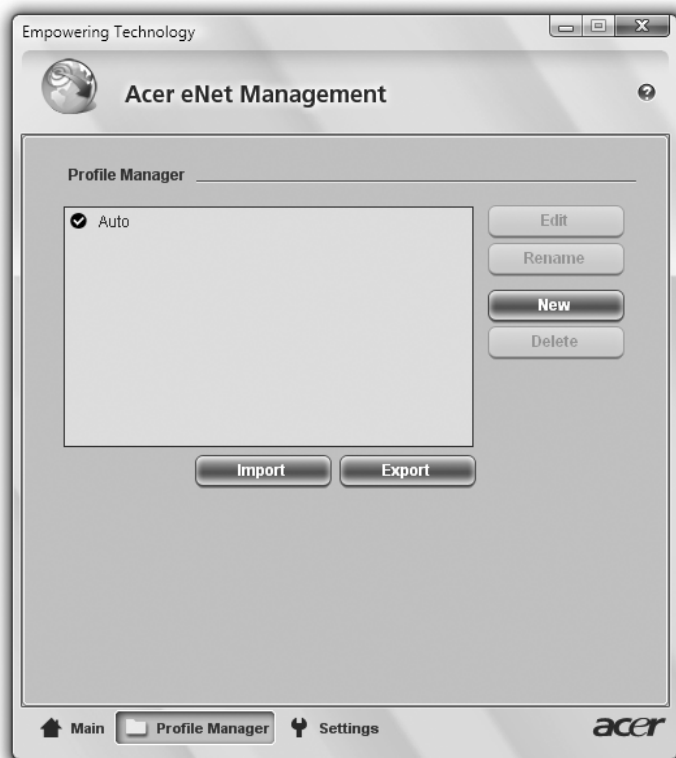 Empowering Technology
Acer eNet Management
Profile Manager
Auto
Edit
Rename
New
Delete
Import
Export
Main
Profile Manager
Settings
acer